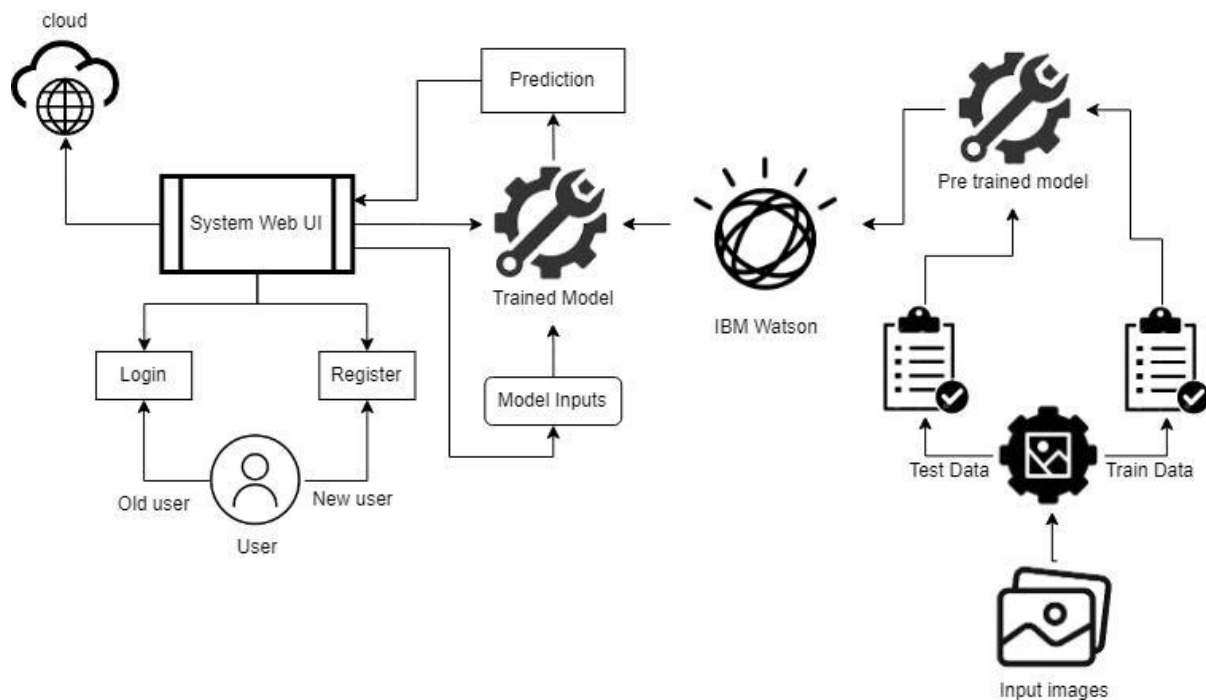 cloud
Prediction
System Web UI
Pre trained model
Trained Model
IBM Watson
Login
Register
Model Inputs
Test Data
Train Data
Old user
New user
User
Input images